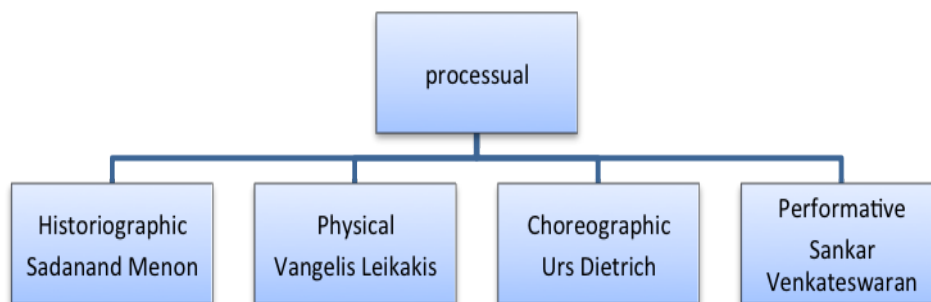 processual
Historiographic
Sadanand Menon
Physical
Vangelis Leikakis
Choreographic
Urs Dietrich
Performative
Sankar
Venkateswaran